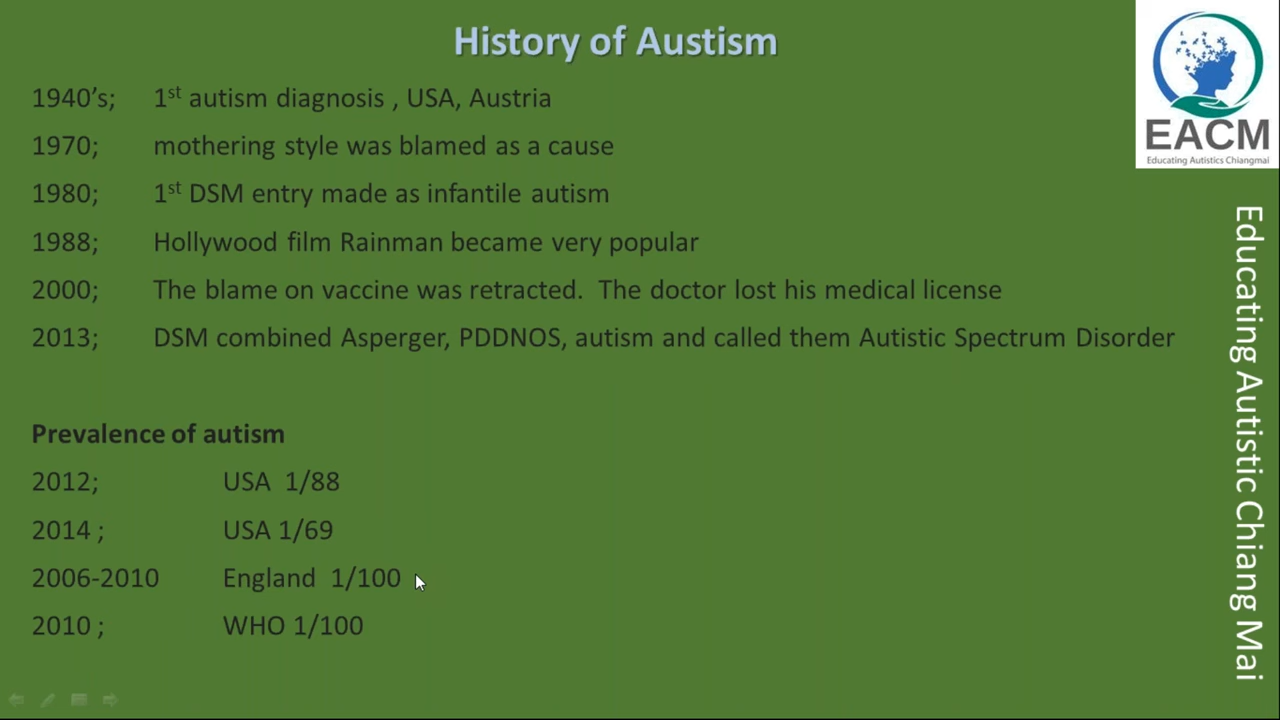 History of Austism
1940's; 1st autism diagnosis , USA, Austria
1970; mothering style was blamed as a cause
1980; 1st DSM entry made as infantile autism
1988; Hollywood film Rainman became very popular
2000; The blame on vaccine was retracted. The doctor lost his medical license
2013; DSM combined Asperger, PDDNOS, autism and called them Autistic Spectrum Disorder
Prevalence of autism
2012; USA 1/88
2014 ; USA 1/69
2006-2010 England 1/100
2010 ; WHO 1/100
EACM
Educating Autistics Chiangmai
Educating Autistic Chiang Mai